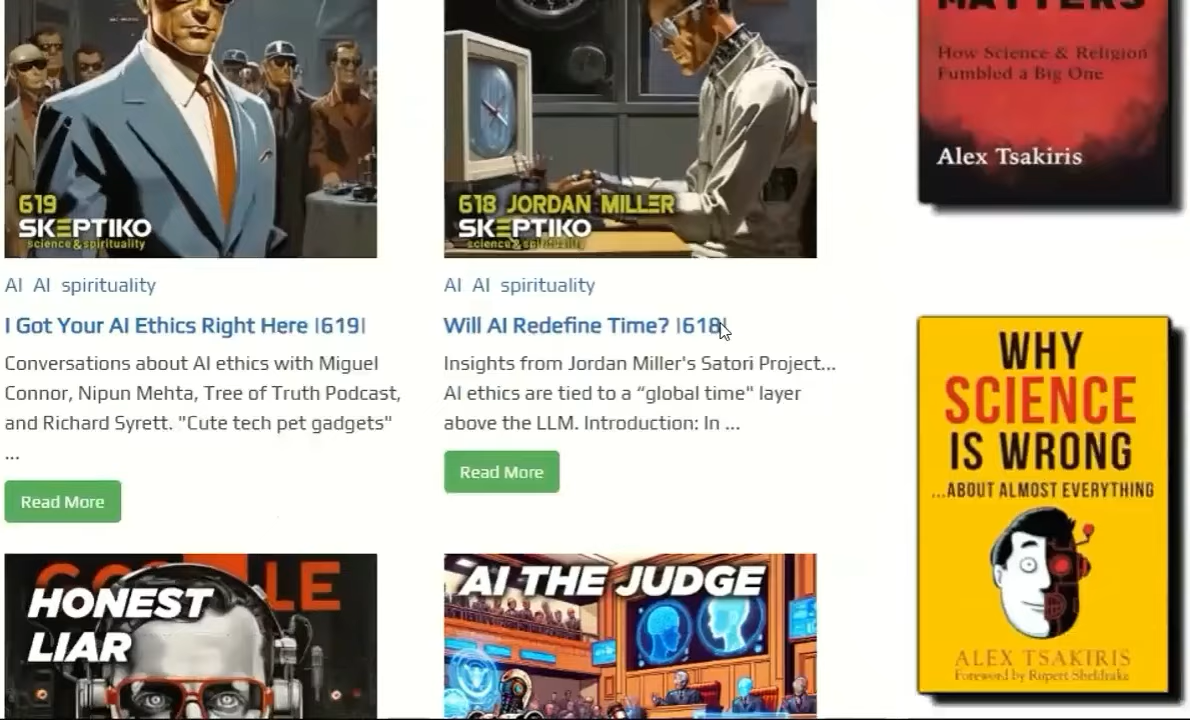 619
SKEPTIKO
science & spirituality
AI AI spirituality
I Got Your AI Ethics Right Here |619|
Conversations about AI ethics with Miguel
Connor, Nipun Mehta, Tree of Truth Podcast,
and Richard Syrett. "Cute tech pet gadgets"
...
Read More
HONEST
LIAR
618 JORDAN MILLER
SKEPTIKO
science & spirituality
AI AI spirituality
Will AI Redefine Time? |618|
Insights from Jordan Miller's Satori Project...
AI ethics are tied to a “global time" layer
above the LLM. Introduction: In ...
Read More
AI THE JUDGE
MATTERS
How Science & Religion
Fumbled a Big One
Alex Tsakiris
WHY
SCIENCE
IS WRONG
...ABOUT ALMOST EVERYTHING
ALEX TSAKIRIS
Foreword by Rupert Sheldrake